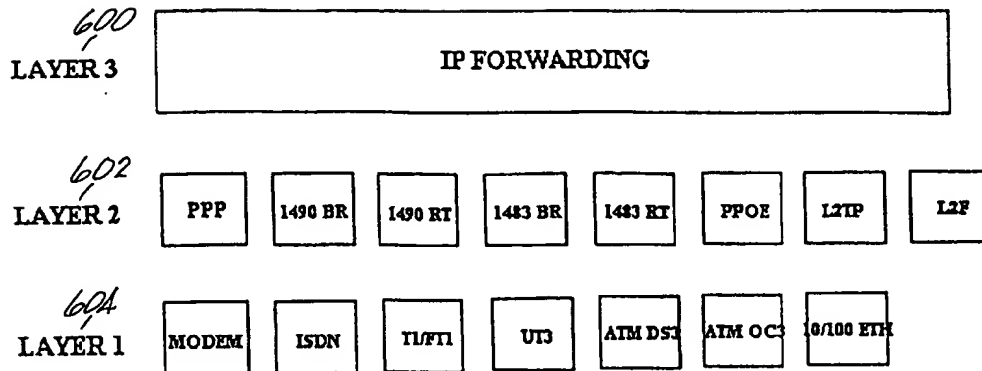 600
LAYER 3
IP FORWARDING
602
LAYER 2
PPP
1490 BR
1490 RT
1483 BR
1483 RT
PPOE
L2TP
L2F
604
LAYER 1
MODEM
ISDN
T1/FT1
UT3
ATM DS3
ATM OC3
10/100 ETH